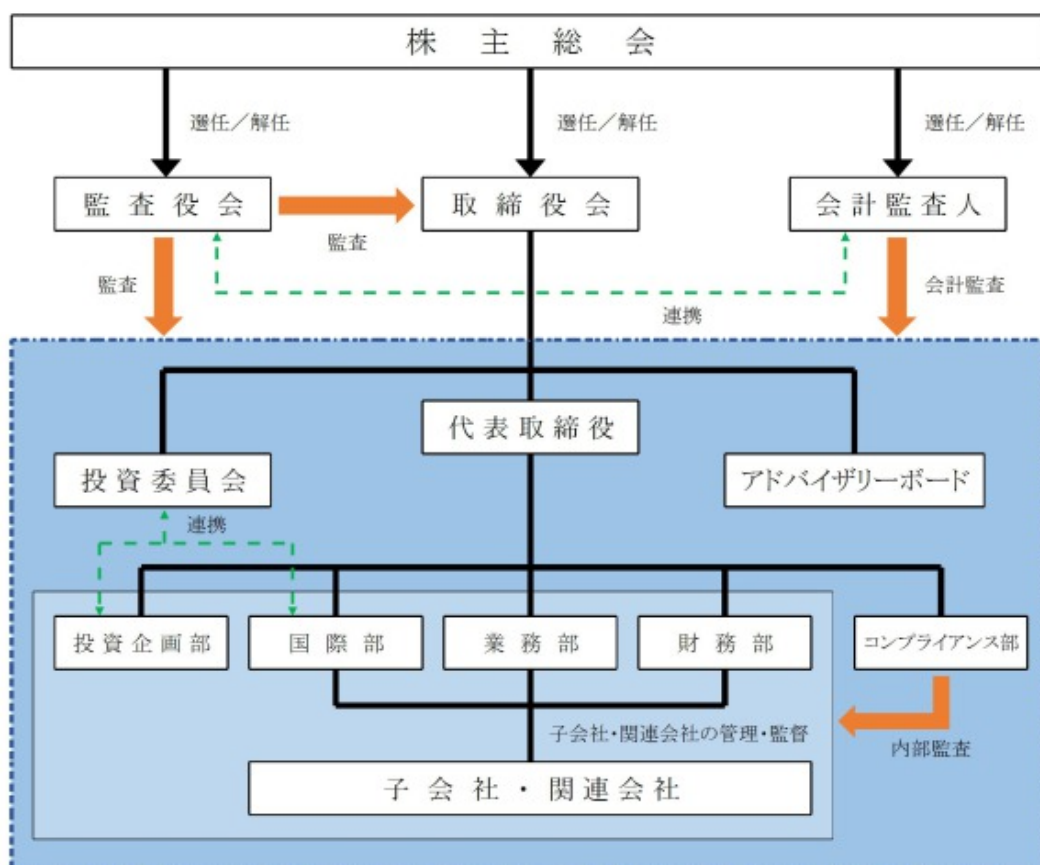 株主総会
選任／解任
選任／解任
選任／解任
監査役会
取締役会
会計監査人
監査
監査
会計監査
連携
代表取締役
投資委員会
アドバイザリーボード
連携
投資企画部
国際部
業務部
財務部
コンプライアンス部
子会社・関連会社の管理・監督
内部監査
子会社・関連会社